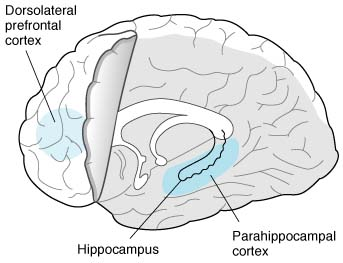 Dorsolateral
prefrontal
cortex
Hippocampus
Parahippocampal
cortex